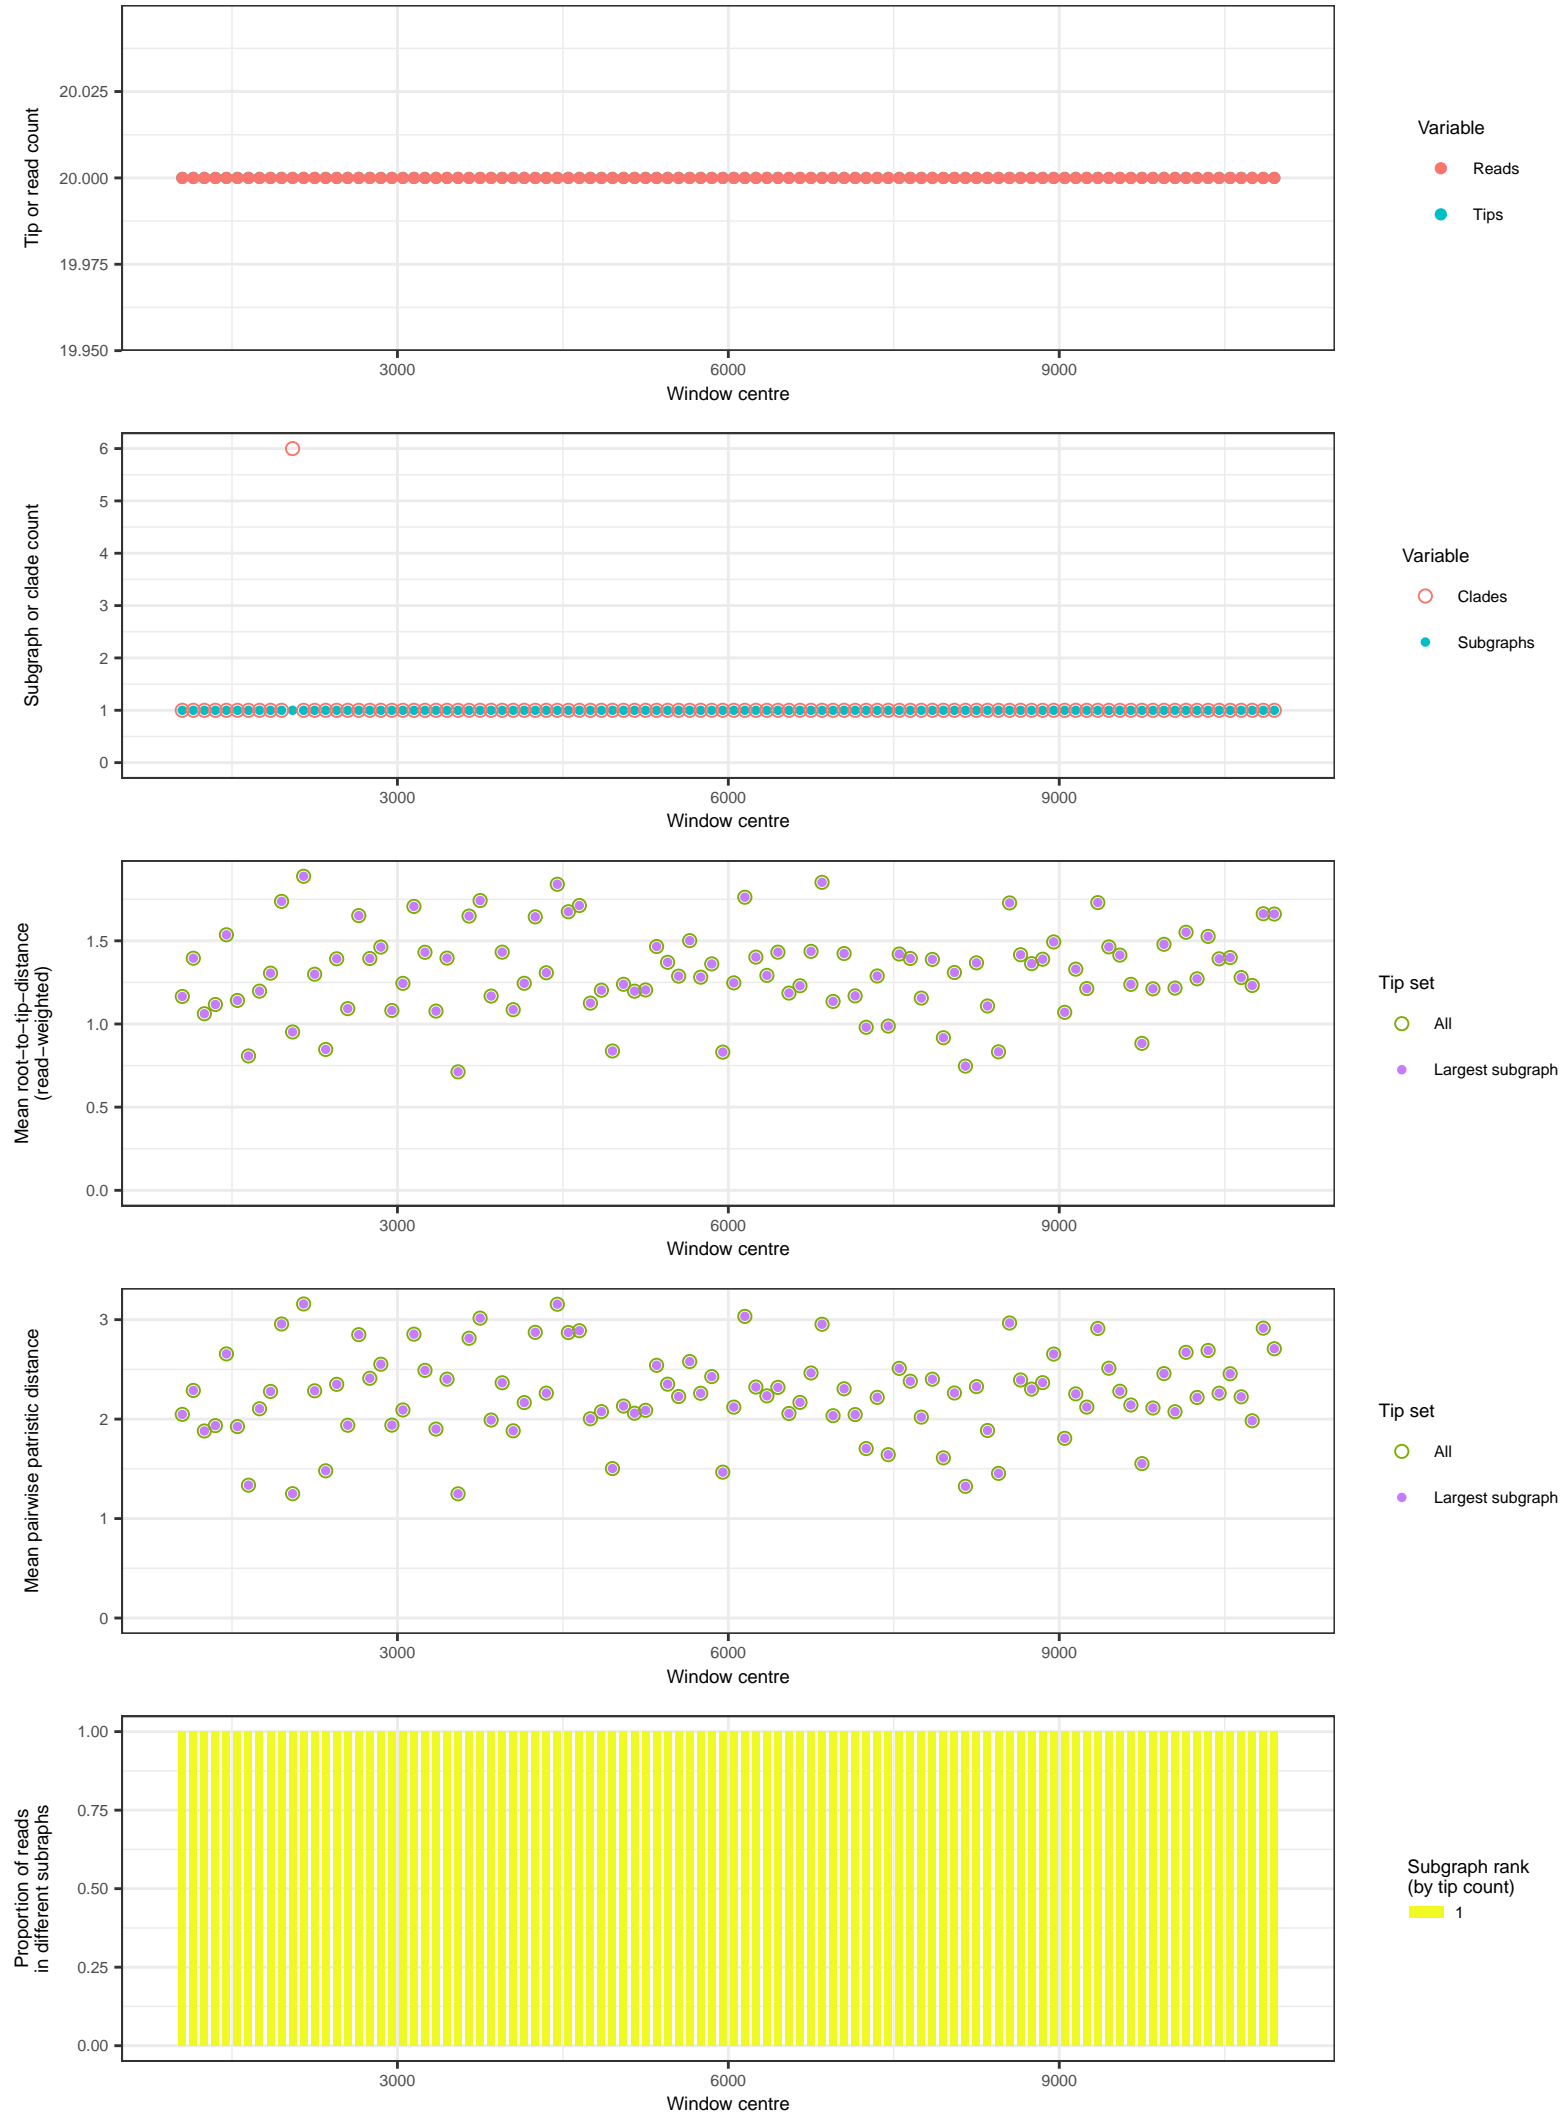 20.025
20.000
19.975
19.950
Tip or read count
3000
6000
9000
Window centre
Variable
Reads
Tips
6
5
4
3
2
1
0
Subgraph or clade count
3000
6000
9000
Window centre
Variable
Clades
Subgraphs
1.5
1.0
0.5
0.0
Mean root−to−tip−distance
(read−weighted)
3000
6000
9000
Window centre
Tip set
All
Largest subgraph
3
2
1
0
Mean pairwise patristic distance
3000
6000
9000
Window centre
Tip set
All
Largest subgraph
1.00
0.75
0.50
0.25
0.00
Proportion of reads
in different subraphs
3000
6000
9000
Window centre
Subgraph rank
(by tip count)
1